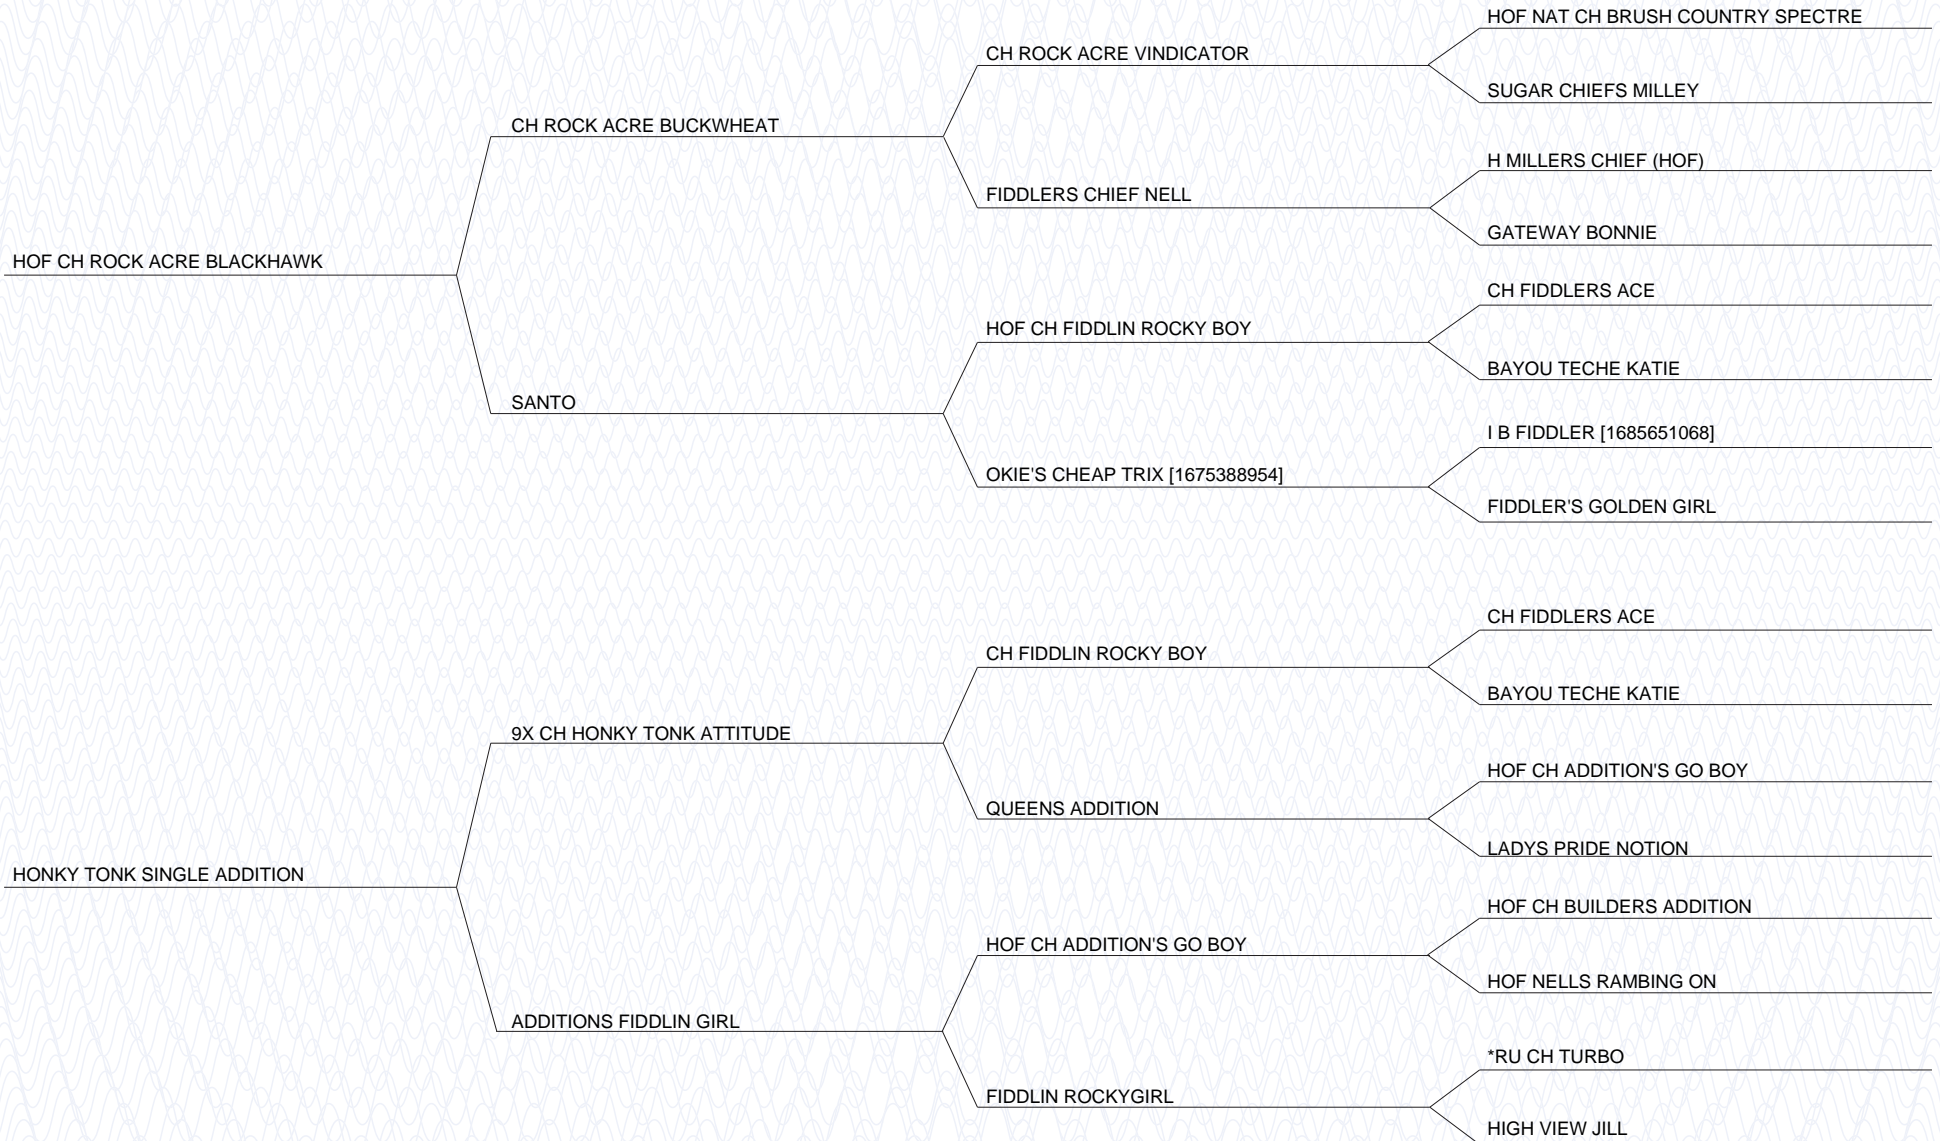 HOF NAT CH BRUSH COUNTRY SPECTRE
CH ROCK ACRE VINDICATOR
SUGAR CHIEFS MILLEY
CH ROCK ACRE BUCKWHEAT
H MILLERS CHIEF (HOF)
FIDDLERS CHIEF NELL
GATEWAY BONNIE
HOF CH ROCK ACRE BLACKHAWK
CH FIDDLERS ACE
HOF CH FIDDLIN ROCKY BOY
BAYOU TECHE KATIE
SANTO
I B FIDDLER [1685651068]
OKIE'S CHEAP TRIX [1675388954]
FIDDLER'S GOLDEN GIRL
CH FIDDLERS ACE
CH FIDDLIN ROCKY BOY
BAYOU TECHE KATIE
9X CH HONKY TONK ATTITUDE
HOF CH ADDITION'S GO BOY
QUEENS ADDITION
LADYS PRIDE NOTION
HONKY TONK SINGLE ADDITION
HOF CH BUILDERS ADDITION
HOF CH ADDITION'S GO BOY
HOF NELLS RAMBING ON
ADDITIONS FIDDLIN GIRL
*RU CH TURBO
FIDDLIN ROCKYGIRL
HIGH VIEW JILL